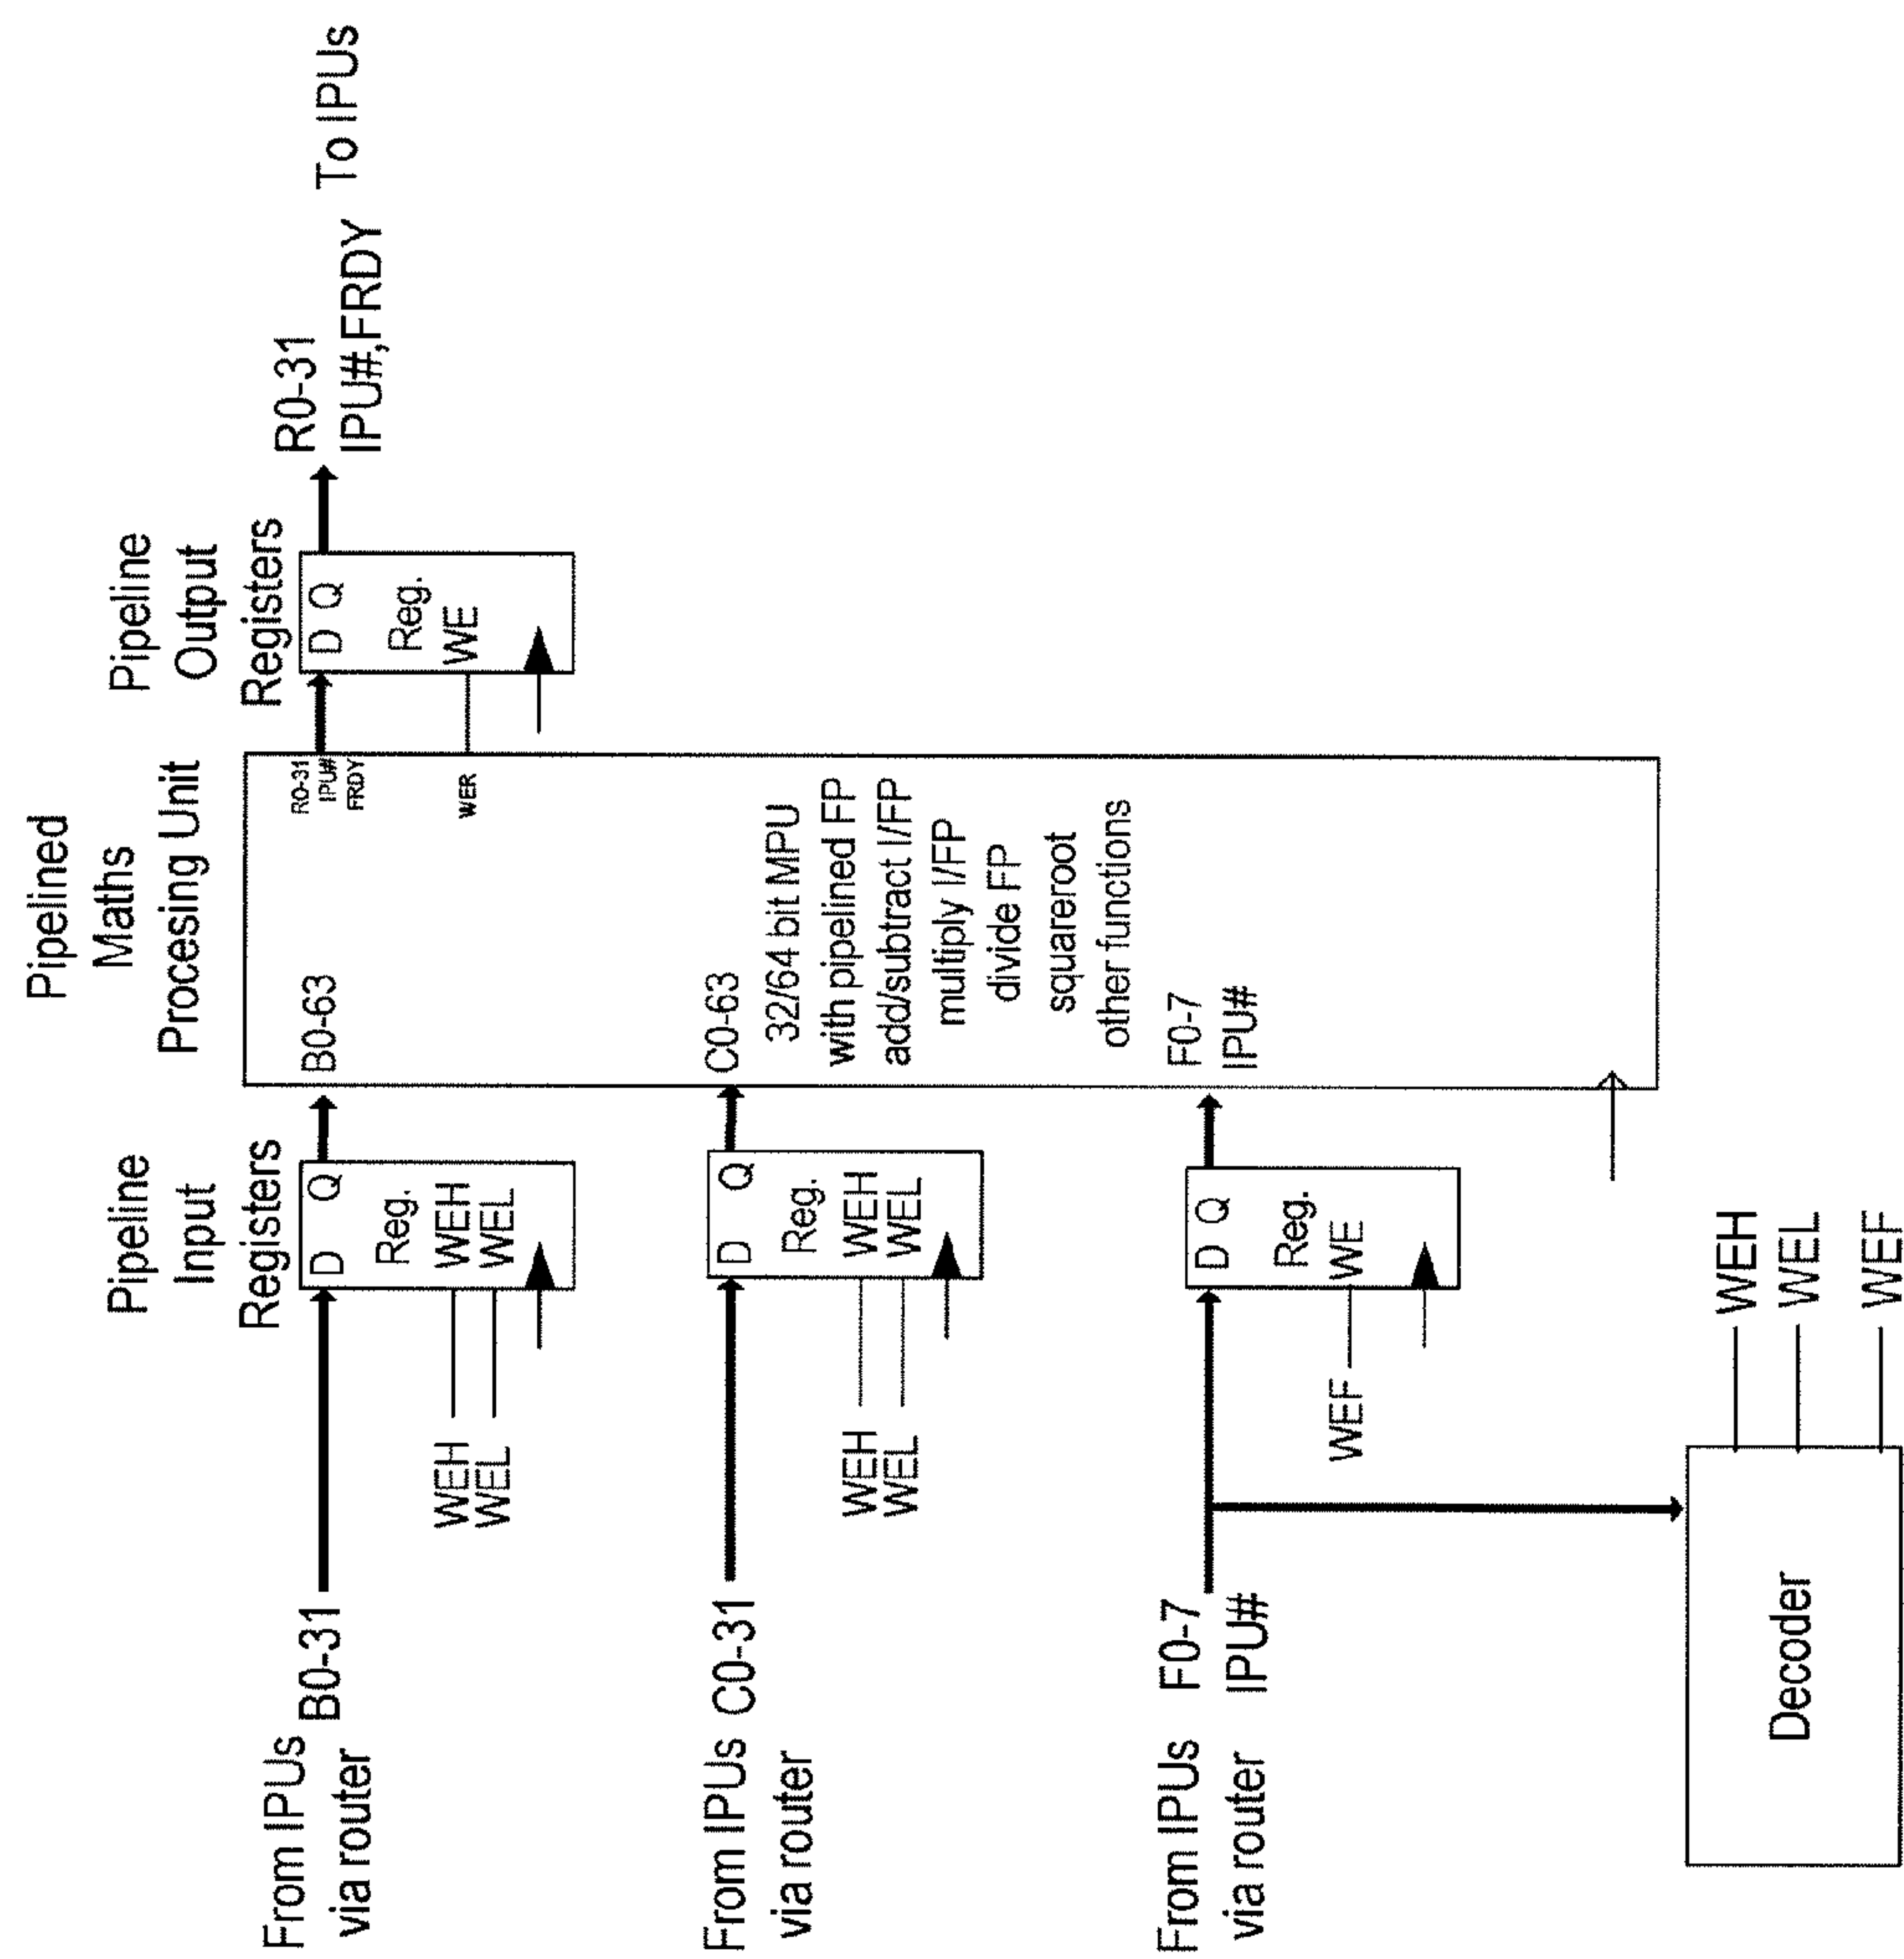 Pipelined
Maths
Procesing Unit
Pipeline
Input
Registers
Pipeline
Output
Registers
From IPUs
via router
B0-31
D Q
Reg.
WEH
WEL
WEH
WEL
B0-63
R0-31
IPU#
FRDY
WER
D Q
Reg.
WE
R0-31
IPU#,FRDY
To IPUs
From IPUs
via router
C0-31
D Q
Reg.
WEH
WEL
WEH
WEL
C0-63
32/64 bit MPU
with pipelined FP
add/subtract I/FP
multiply I/FP
divide FP
squareroot
other functions
From IPUs
via router
F0-7
IPU#
D Q
Reg.
WE
WEF
F0-7
IPU#
Decoder
WEH
WEL
WEF